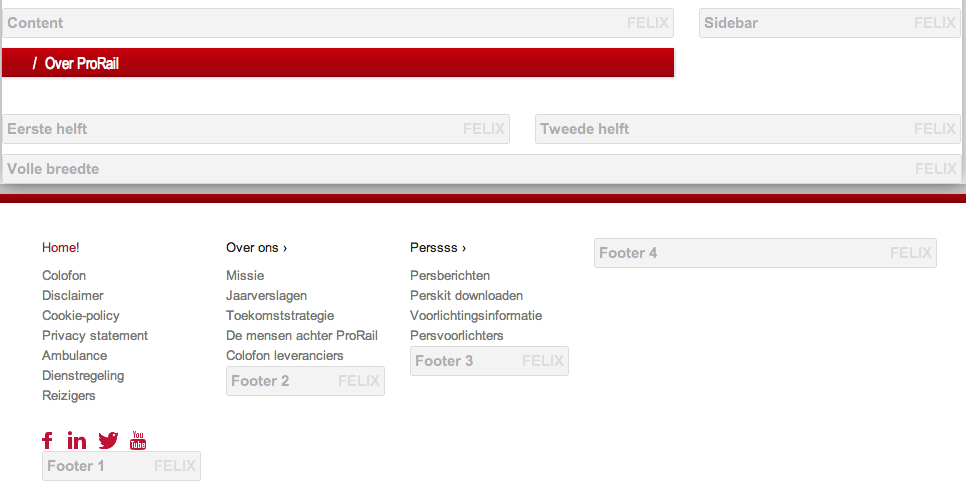 Content FELIX
Sidebar FELIX
/ Over ProRail
Eerste helft FELIX
Tweede helft FELIX
Volle breedte FELIX
Home!
Colofon
Disclaimer
Cookie-policy
Privacy statement
Ambulance
Dienstregeling
Reizigers
You
Tube
Footer 1 FELIX
Over ons ›
Missie
Jaarverslagen
Toekomststrategie
De mensen achter ProRail
Colofon leveranciers
Footer 2 FELIX
Perssss ›
Persberichten
Perskit downloaden
Voorlichtingsinformatie
Persvoorlichters
Footer 3 FELIX
Footer 4 FELIX